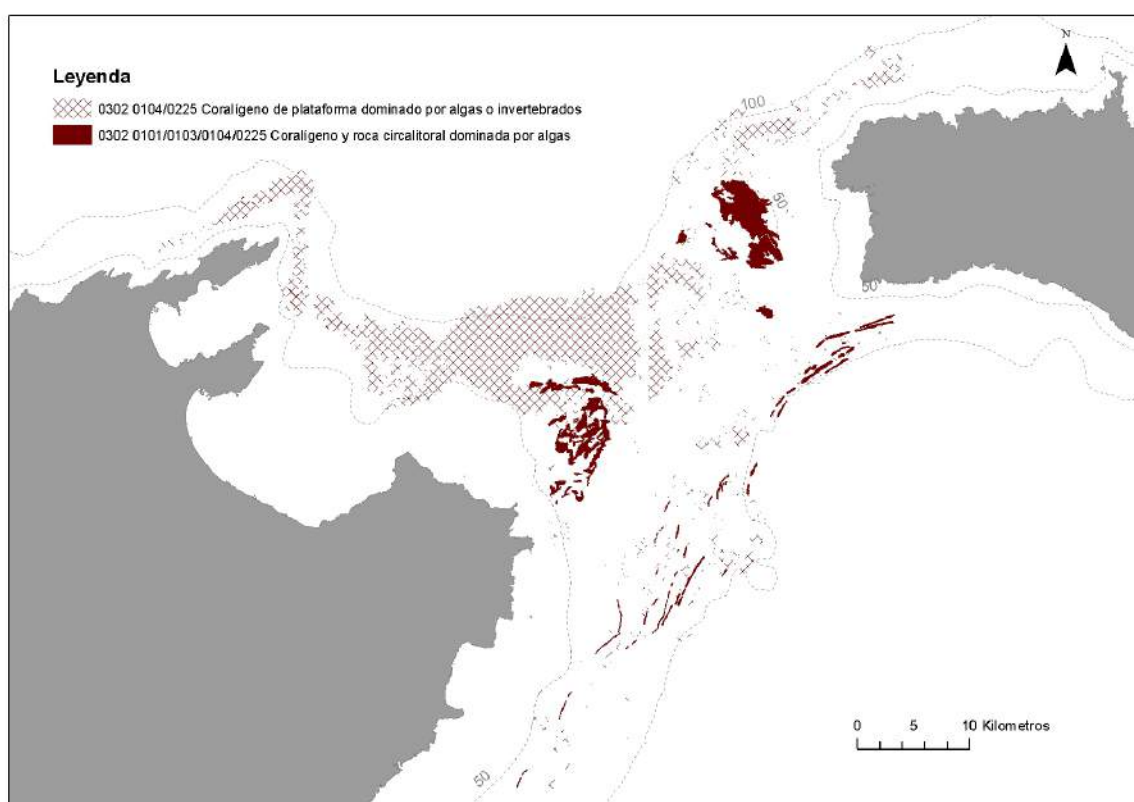 N
Leyenda
0302 0104/0225 Coralígeno de plataforma dominado por algas o invertebrados
0302 0101/0103/0104/0225 Coralígeno y roca circalitoral dominada por algas
100
50
50
0 5 10 Kilometros
50